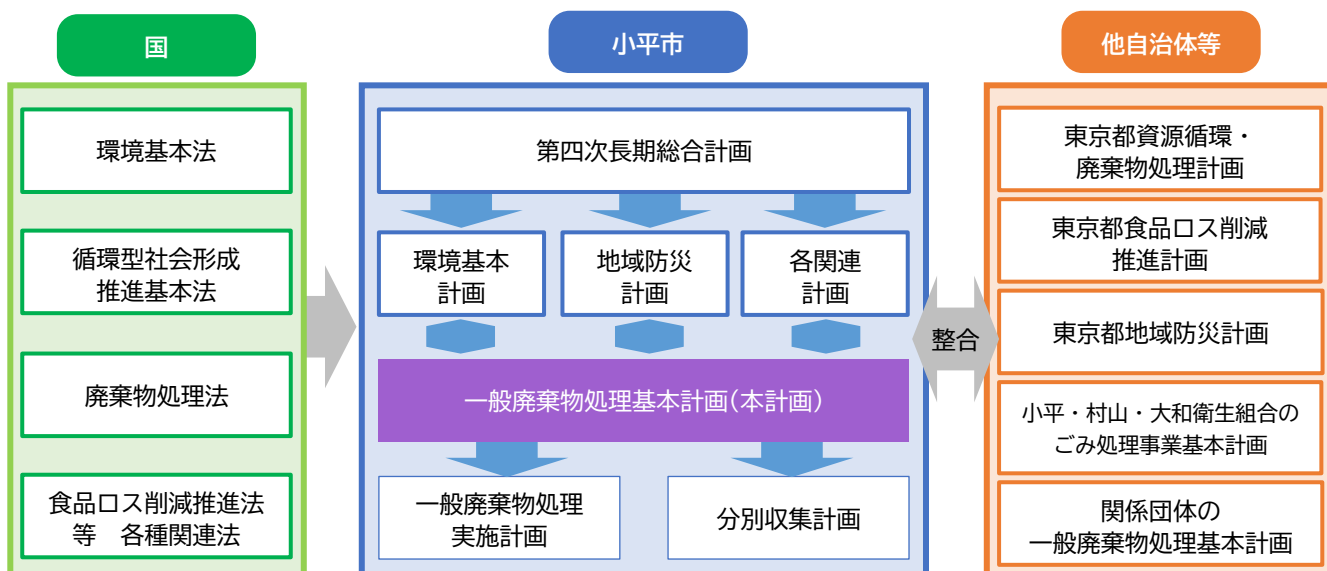 国
環境基本法
循環型社会形成
推進基本法
廃棄物処理法
食品ロス削減推進法
等　各種関連法
小平市
第四次長期総合計画
環境基本
計画
地域防災
計画
各関連
計画
一般廃棄物処理基本計画(本計画)
一般廃棄物処理
実施計画
分別収集計画
整合
他自治体等
東京都資源循環・
廃棄物処理計画
東京都食品ロス削減
推進計画
東京都地域防災計画
小平・村山・大和衛生組合の
ごみ処理事業基本計画
関係団体の
一般廃棄物処理基本計画